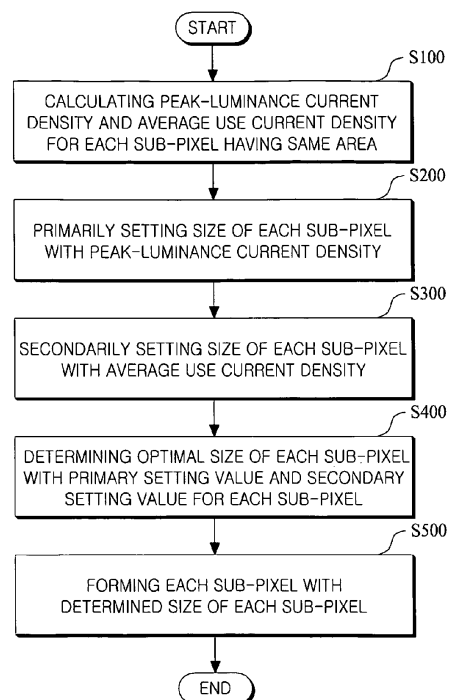 START
S100
CALCULATING PEAK-LUMINANCE CURRENT
DENSITY AND AVERAGE USE CURRENT DENSITY
FOR EACH SUB-PIXEL HAVING SAME AREA
S200
PRIMARILY SETTING SIZE OF EACH SUB-PIXEL
WITH PEAK-LUMINANCE CURRENT DENSITY
S300
SECONDARILY SETTING SIZE OF EACH SUB-PIXEL
WITH AVERAGE USE CURRENT DENSITY
S400
DETERMINING OPTIMAL SIZE OF EACH SUB-PIXEL
WITH PRIMARY SETTING VALUE AND SECONDARY
SETTING VALUE FOR EACH SUB-PIXEL
S500
FORMING EACH SUB-PIXEL WITH
DETERMINED SIZE OF EACH SUB-PIXEL
END